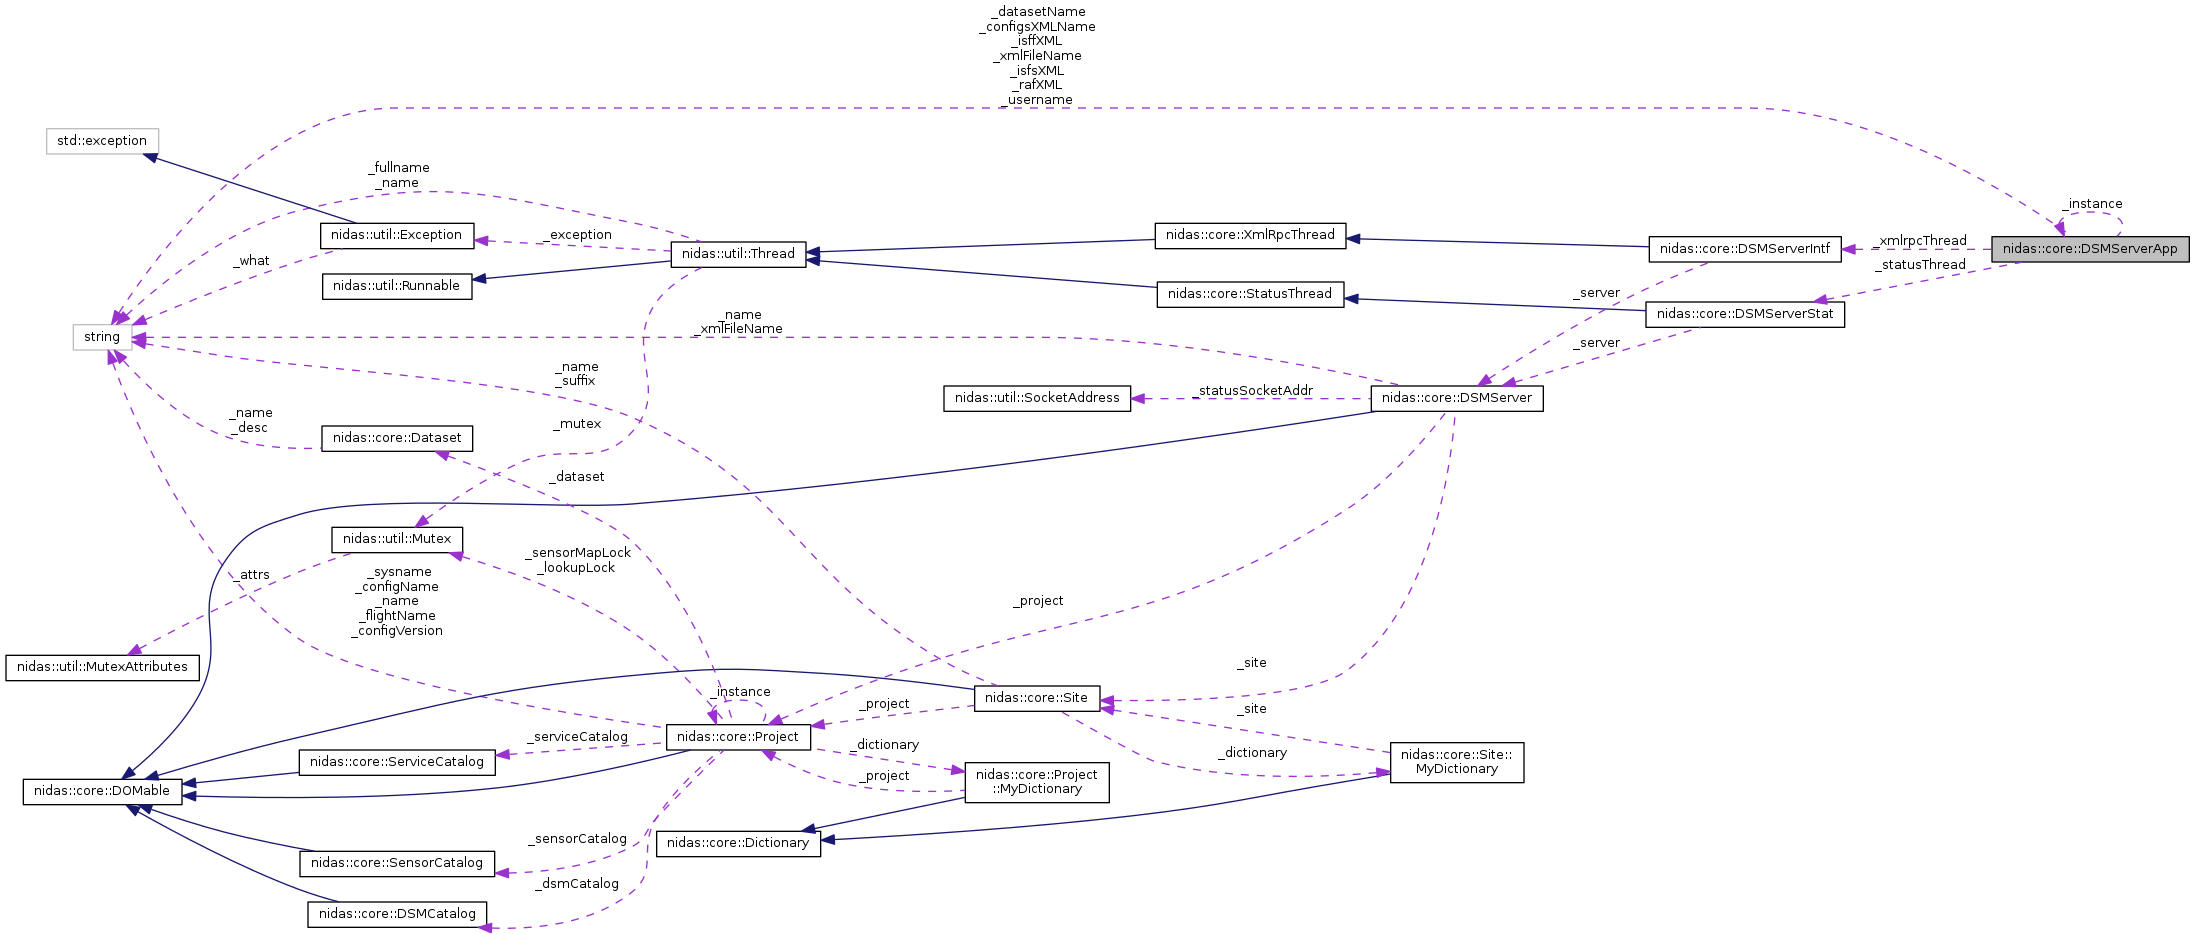 _datasetName
_configsXMLName
_isffXML
_xmlFileName
_isfsXML
_rafXML
_username
std::exception
_fullname
_name
_instance
nidas::util::Exception
_exception
nidas::core::XmlRpcThread
nidas::core::DSMServerIntf
_xmlrpcThread
nidas::core::DSMServerApp
nidas::util::Thread
_what
_statusThread
nidas::util::Runnable
nidas::core::StatusThread
_server
nidas::core::DSMServerStat
string
_name
_xmlFileName
_server
_name
_suffix
nidas::util::SocketAddress
_statusSocketAddr
nidas::core::DSMServer
_name
_desc
nidas::core::Dataset
_mutex
_dataset
nidas::util::Mutex
_sensorMapLock
_lookupLock
_attrs
_sysname
_configName
_name
_flightName
_configVersion
_project
nidas::util::MutexAttributes
_site
_instance
nidas::core::Site
_project
_site
nidas::core::Project
_serviceCatalog
_dictionary
_dictionary
nidas::core::Site::
MyDictionary
nidas::core::ServiceCatalog
_project
nidas::core::Project
::MyDictionary
nidas::core::DOMable
_sensorCatalog
nidas::core::Dictionary
nidas::core::SensorCatalog
_dsmCatalog
nidas::core::DSMCatalog